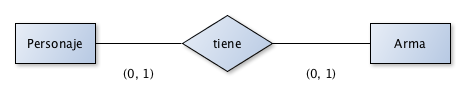 Personaje
tiene
Arma
(0, 1)
(0, 1)